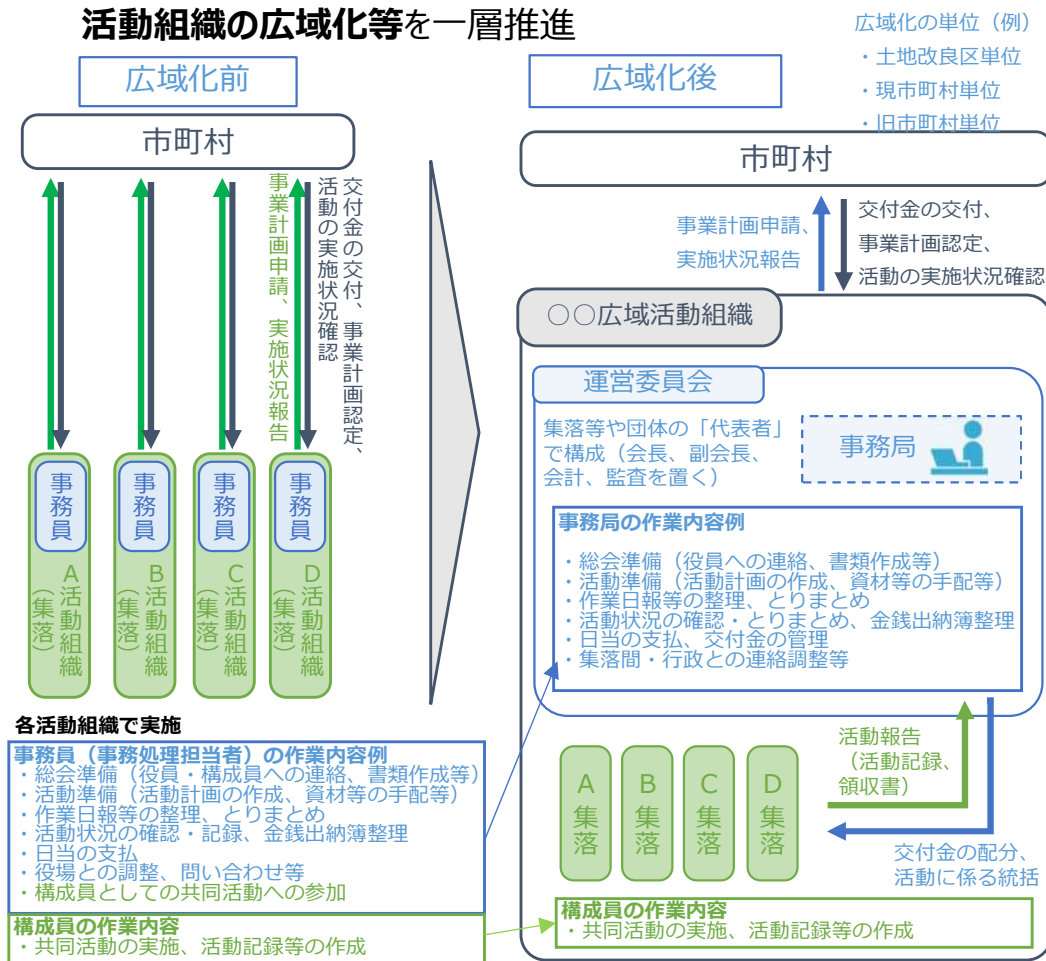 活動組織の広域化等を一層推進
広域化前
市町村
事業計画申請、実施状況報告
交付金の交付、事業計画認定、
活動の実施状況確認
事務員
事務員
事務員
事務員
A活動組織
（集落）
B活動組織
（集落）
C活動組織
（集落）
D活動組織
（集落）
各活動組織で実施
事務員（事務処理担当者）の作業内容例
・総会準備（役員・構成員への連絡、書類作成等）
・活動準備（活動計画の作成、資材等の手配等）
・作業日報等の整理、とりまとめ
・活動状況の確認・記録、金銭出納簿整理
・日当の支払
・役場との調整、問い合わせ等
・構成員としての共同活動への参加
構成員の作業内容
・共同活動の実施、活動記録等の作成
広域化後
広域化の単位（例）
・土地改良区単位
・現市町村単位
・旧市町村単位
市町村
事業計画申請、
実施状況報告
交付金の交付、
事業計画認定、
活動の実施状況確認
○○広域活動組織
運営委員会
集落等や団体の「代表者」
で構成（会長、副会長、
会計、監査を置く）
事務局
事務局の作業内容例
・総会準備（役員への連絡、書類作成等）
・活動準備（活動計画の作成、資材等の手配等）
・作業日報等の整理、とりまとめ
・活動状況の確認・とりまとめ、金銭出納簿整理
・日当の支払、交付金の管理
・集落間・行政との連絡調整等
A集落
B集落
C集落
D集落
活動報告
（活動記録、
領収書）
交付金の配分、
活動に係る統括
構成員の作業内容
・共同活動の実施、活動記録等の作成